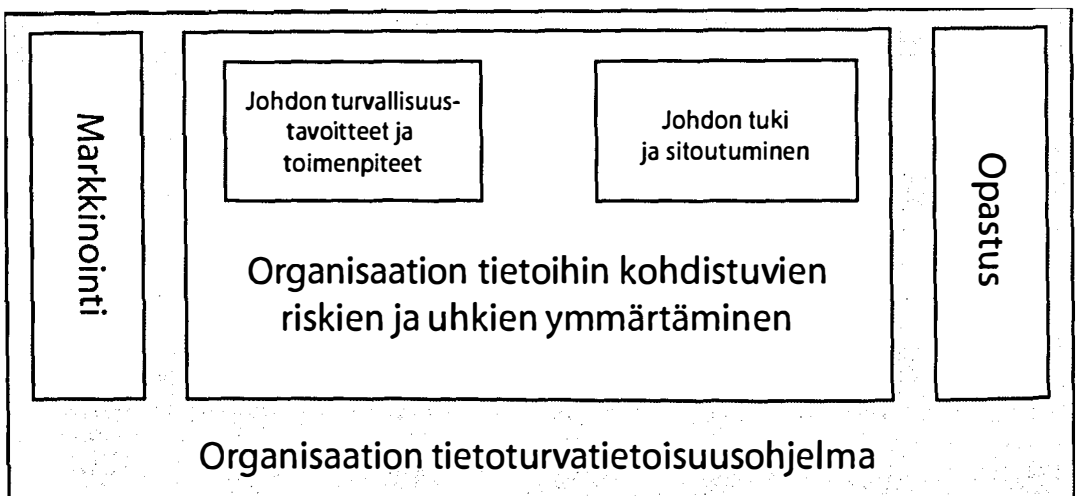 Markkinointi
Johdon turvallisuus-
tavoitteet ja
toimenpiteet
Johdon tuki
ja sitoutuminen
Opastus
Organisaation tietoihin kohdistuvien
riskien ja uhkien ymmärtäminen
Organisaation tietoturvatietoisuusohjelma